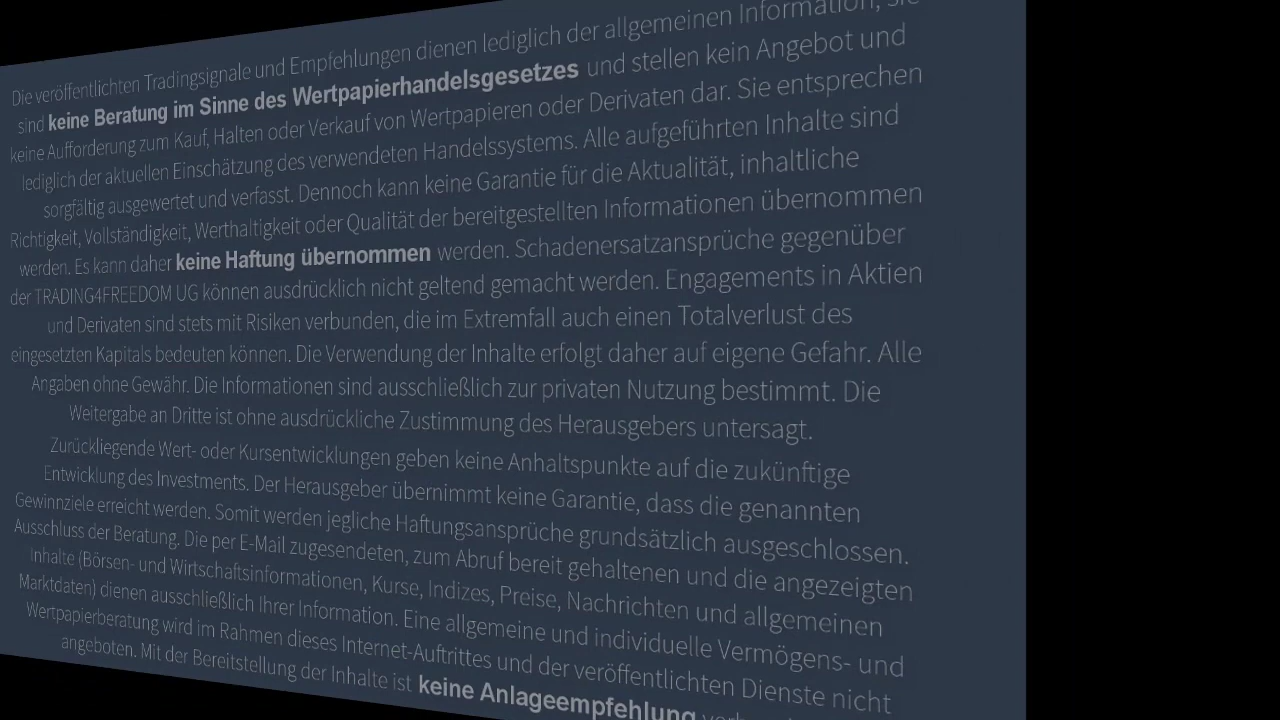 Die veröffentlichten Tradingsignale und Empfehlungen dienen lediglich der allgemeinen Information, sie
sind keine Beratung im Sinne des Wertpapierhandelsgesetzes und stellen kein Angebot und
keine Aufforderung zum Kauf, Halten oder Verkauf von Wertpapieren oder Derivaten dar. Sie entsprechen
lediglich der aktuellen Einschätzung des verwendeten Handelssystems. Alle aufgeführten Inhalte sind
sorgfältig ausgewertet und verfasst. Dennoch kann keine Garantie für die Aktualität, inhaltliche
Richtigkeit, Vollständigkeit, Werthaltigkeit oder Qualität der bereitgestellten Informationen übernommen
werden. Es kann daher keine Haftung übernommen werden. Schadenersatzansprüche gegenüber
der TRADING4FREEDOM UG können ausdrücklich nicht geltend gemacht werden. Engagements in Aktien
und Derivaten sind stets mit Risiken verbunden, die im Extremfall auch einen Totalverlust des
eingesetzten Kapitals bedeuten können. Die Verwendung der Inhalte erfolgt daher auf eigene Gefahr. Alle
Angaben ohne Gewähr. Die Informationen sind ausschließlich zur privaten Nutzung bestimmt. Die
Weitergabe an Dritte ist ohne ausdrückliche Zustimmung des Herausgebers untersagt.
Zurückliegende Wert- oder Kursentwicklungen geben keine Anhaltspunkte auf die zukünftige
Entwicklung des Investments. Der Herausgeber übernimmt keine Garantie, dass die genannten
Gewinnziele erreicht werden. Somit werden jegliche Haftungsansprüche grundsätzlich ausgeschlossen.
Ausschluss der Beratung. Die per E-Mail zugesendeten, zum Abruf bereit gehaltenen und die angezeigten
Inhalte (Börsen- und Wirtschaftsinformationen, Kurse, Indizes, Preise, Nachrichten und allgemeinen
Marktdaten) dienen ausschließlich Ihrer Information. Eine allgemeine und individuelle Vermögens- und
Wertpapierberatung wird im Rahmen dieses Internet-Auftrittes und der veröffentlichten Dienste nicht
angeboten. Mit der Bereitstellung der Inhalte ist keine Anlageempfehlung